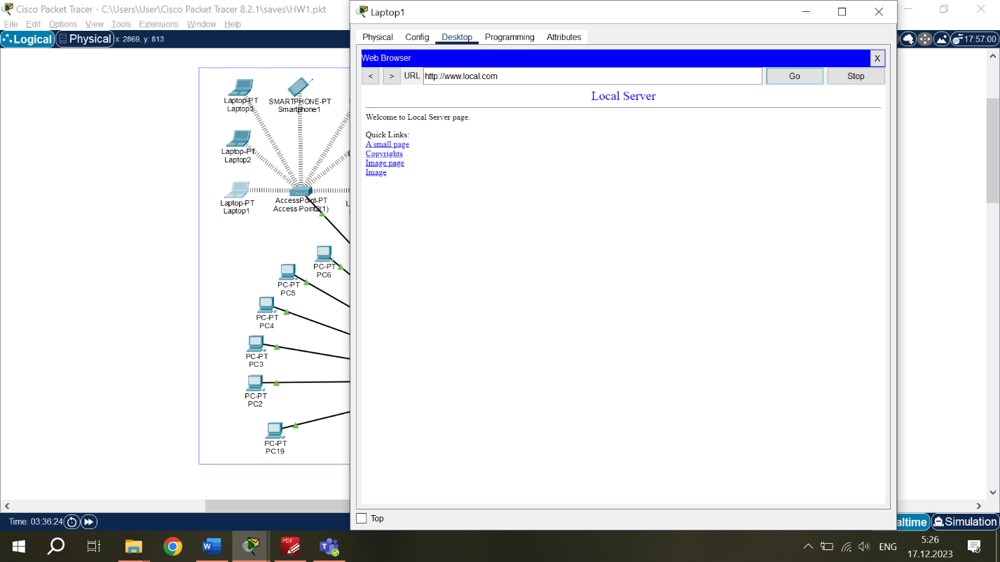 Cisco Packet Tracer - C:\Users\User\Cisco Packet Tracer 8.2.1\saves\HW1.pkt
File Edit Options View Tools Extensions Window Help
Logical Physical x: 2869, y: 813
17:57:00
Laptop-PT
Laptop3
SMARTPHONE-PT
Smartphone1
Laptop-PT
Laptop2
Laptop-PT
Laptop1
AccessPoint-PT
Access Point2(1)
L
PC-PT
PC6
PC-PT
PC5
PC-PT
PC4
PC-PT
PC3
PC-PT
PC2
PC-PT
PC19
Laptop1
Physical Config Desktop Programming Attributes
Web Browser X
< > URL http://www.local.com Go Stop
Local Server
Welcome to Local Server page.
Quick Links:
A small page
Copyrights
Image page
Image
Top
Time: 03:36:24
altime Simulation
W PDF
ENG
5:26
17.12.2023